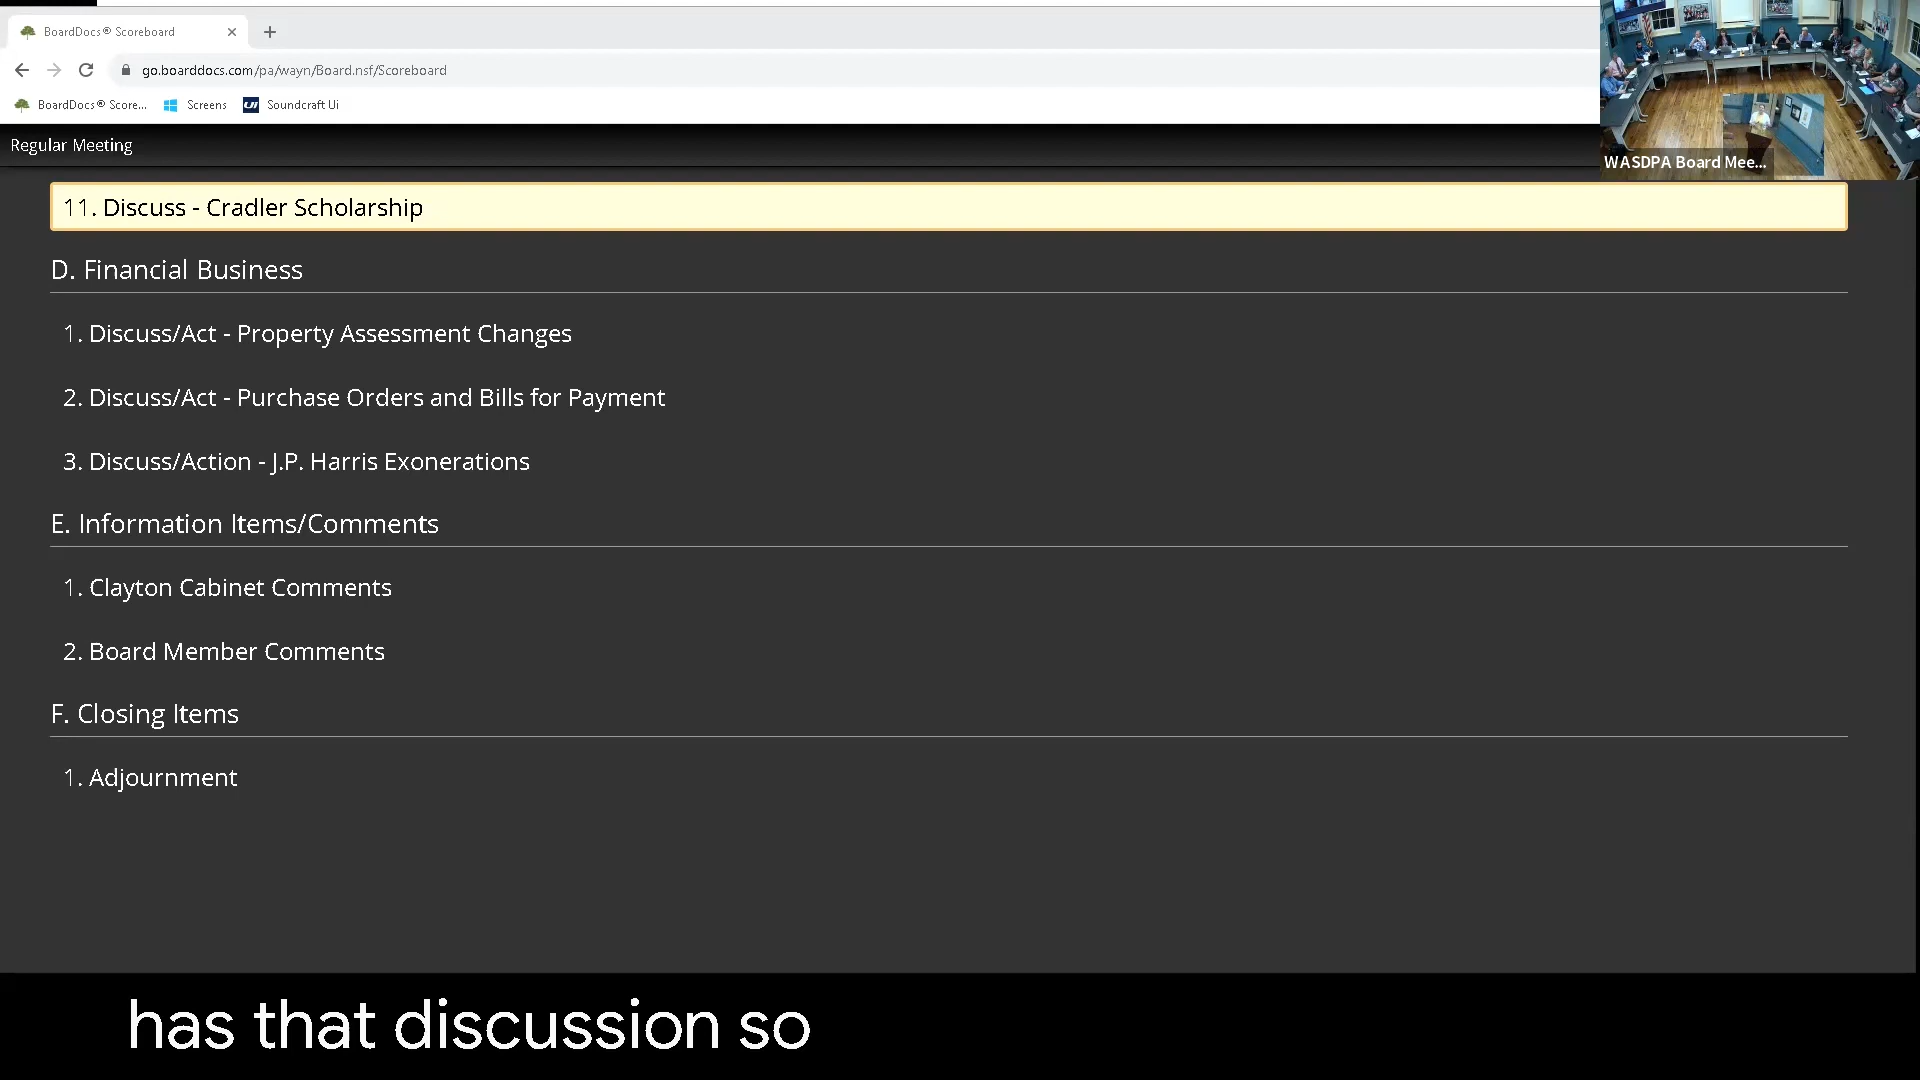 BoardDocs® Scoreboard
go.boarddocs.com/pa/wayn/Board.nsf/Scoreboard
BoardDocs® Score... Screens Soundcraft Ui
Regular Meeting
WASDPA Board Mee...
11. Discuss - Cradler Scholarship
D. Financial Business
1. Discuss/Act - Property Assessment Changes
2. Discuss/Act - Purchase Orders and Bills for Payment
3. Discuss/Action - J.P. Harris Exonerations
E. Information Items/Comments
1. Clayton Cabinet Comments
2. Board Member Comments
F. Closing Items
1. Adjournment
has that discussion so